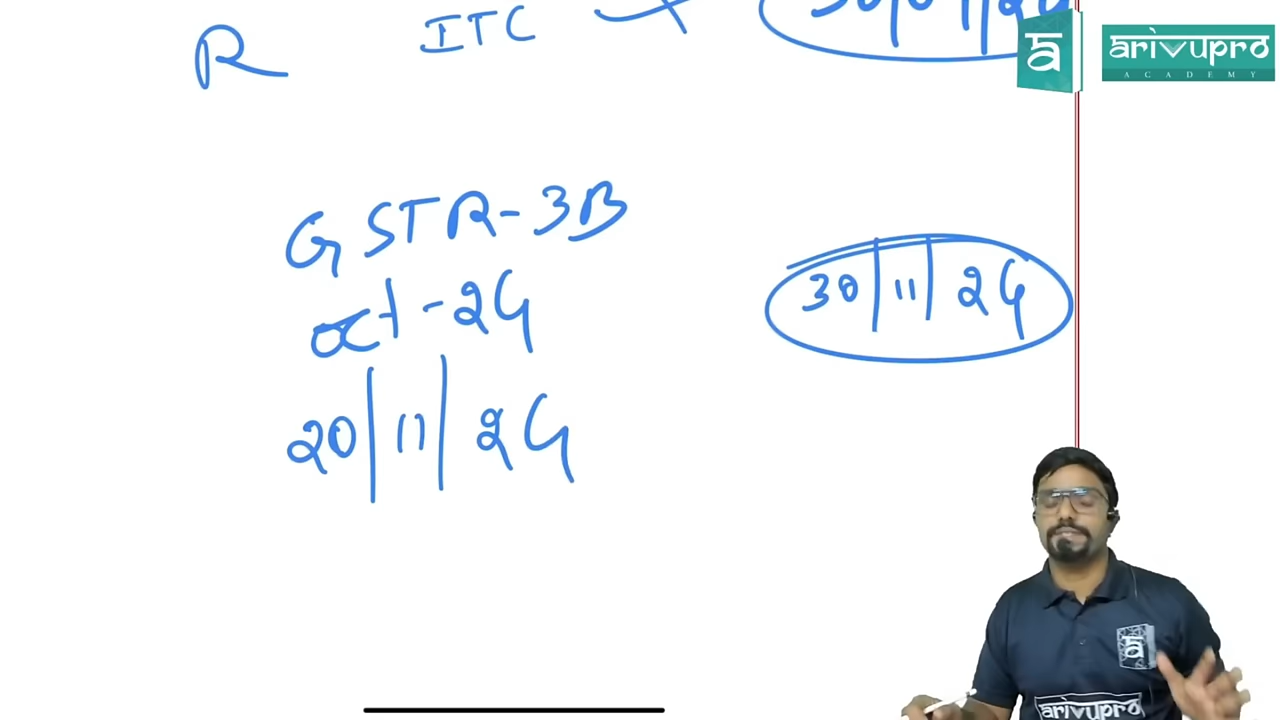 ITC
R
arivupro
ACADEMY
GSTR-3B
oct-24
30|11|24
20|11|24
arivupro